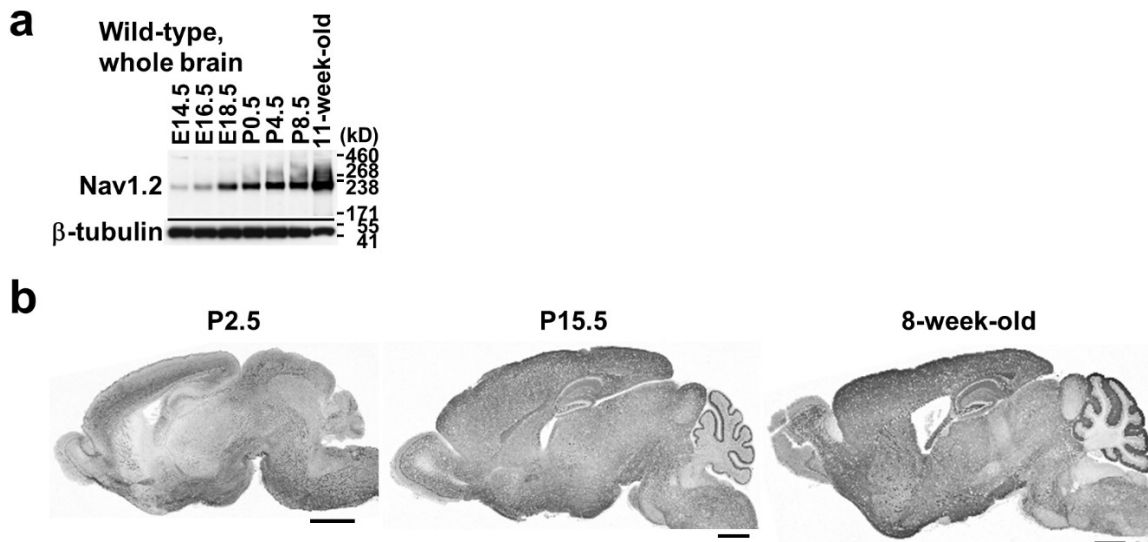 a
Wild-type,
whole brain
E14.5
E16.5
E18.5
P0.5
P4.5
P8.5
11-week-old
(kD)
460
268
Nav1.2
238
171
β-tubulin
55
41
b
P2.5
P15.5
8-week-old